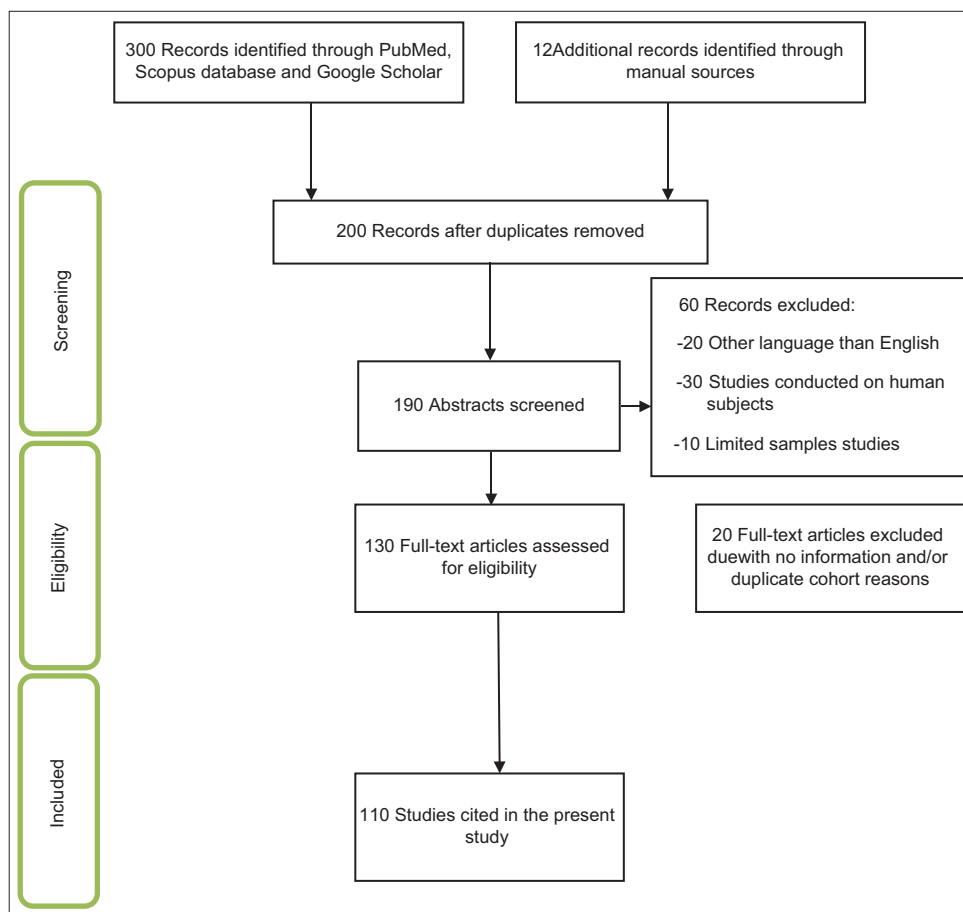 300 Records identified through PubMed,
Scopus database and Google Scholar
12Additional records identified through
manual sources
Screening
200 Records after duplicates removed
190 Abstracts screened
60 Records excluded:
-20 Other language than English
-30 Studies conducted on human
subjects
-10 Limited samples studies
Eligibility
130 Full-text articles assessed
for eligibility
20 Full-text articles excluded
duewith no information and/or
duplicate cohort reasons
Included
110 Studies cited in the present
study